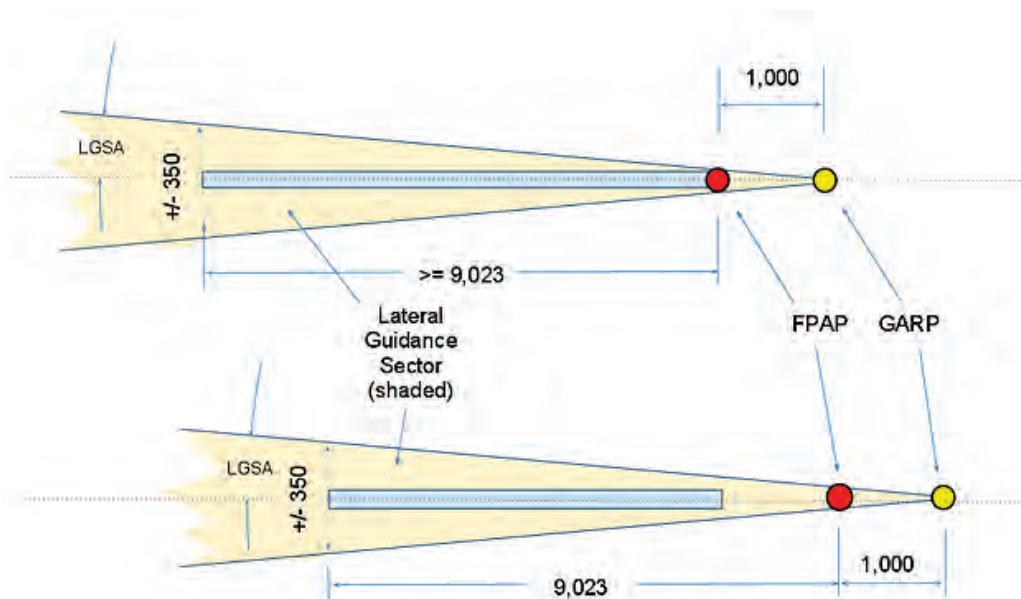 1,000
LGSA
+/- 350
>= 9,023
Lateral
Guidance
Sector
(shaded)
FPAP
GARP
LGSA
+/- 350
9,023
1,000